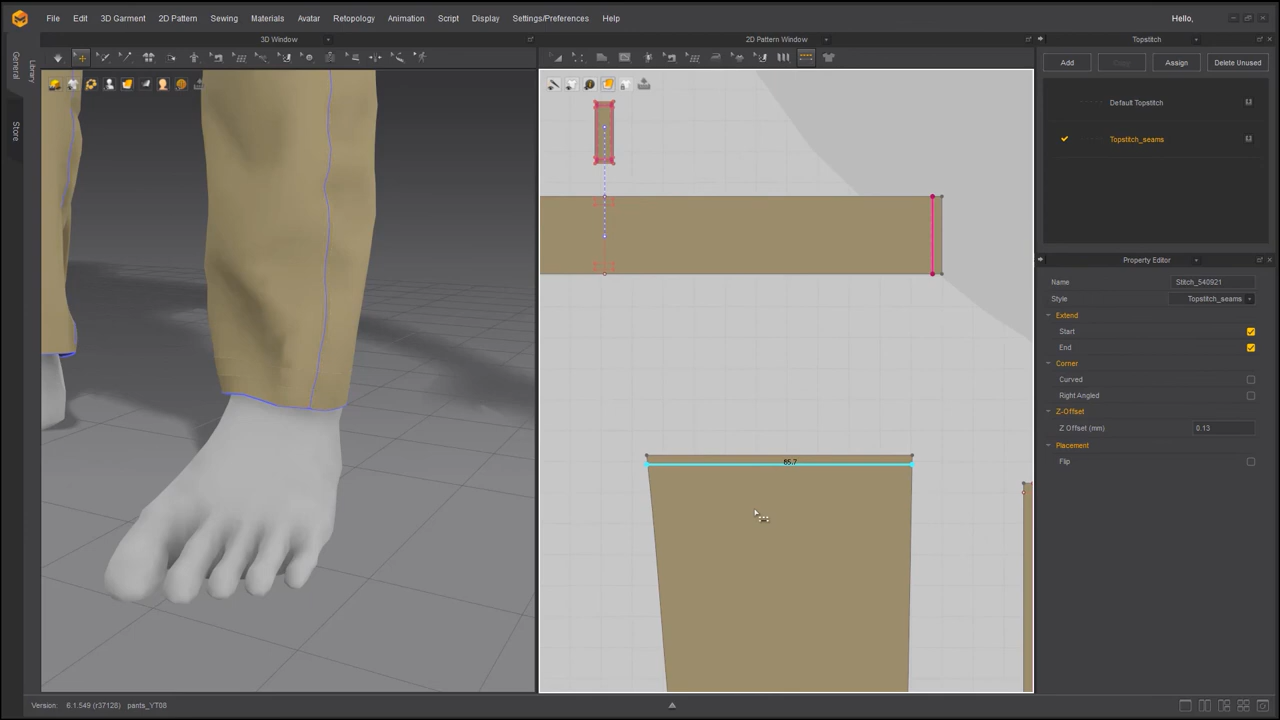 File Edit 3D Garment 2D Pattern Sewing Materials Avatar Retopology Animation Script Display Settings/Preferences Help Hello,
3D Window
2D Pattern Window
Topstitch
General
Library
Store
Add
Assign
Delete Unused
Default Topstitch
Topstitch_seams
Property Editor
Name Stitch_540921
Style Topstitch_seams
Extend
Start
End
Corner
Curved
Right Angled
Z-Offset
Z Offset (mm) 0.13
Placement
Flip
65.7
Version: 6.1.549 (r37128) pants_YT08